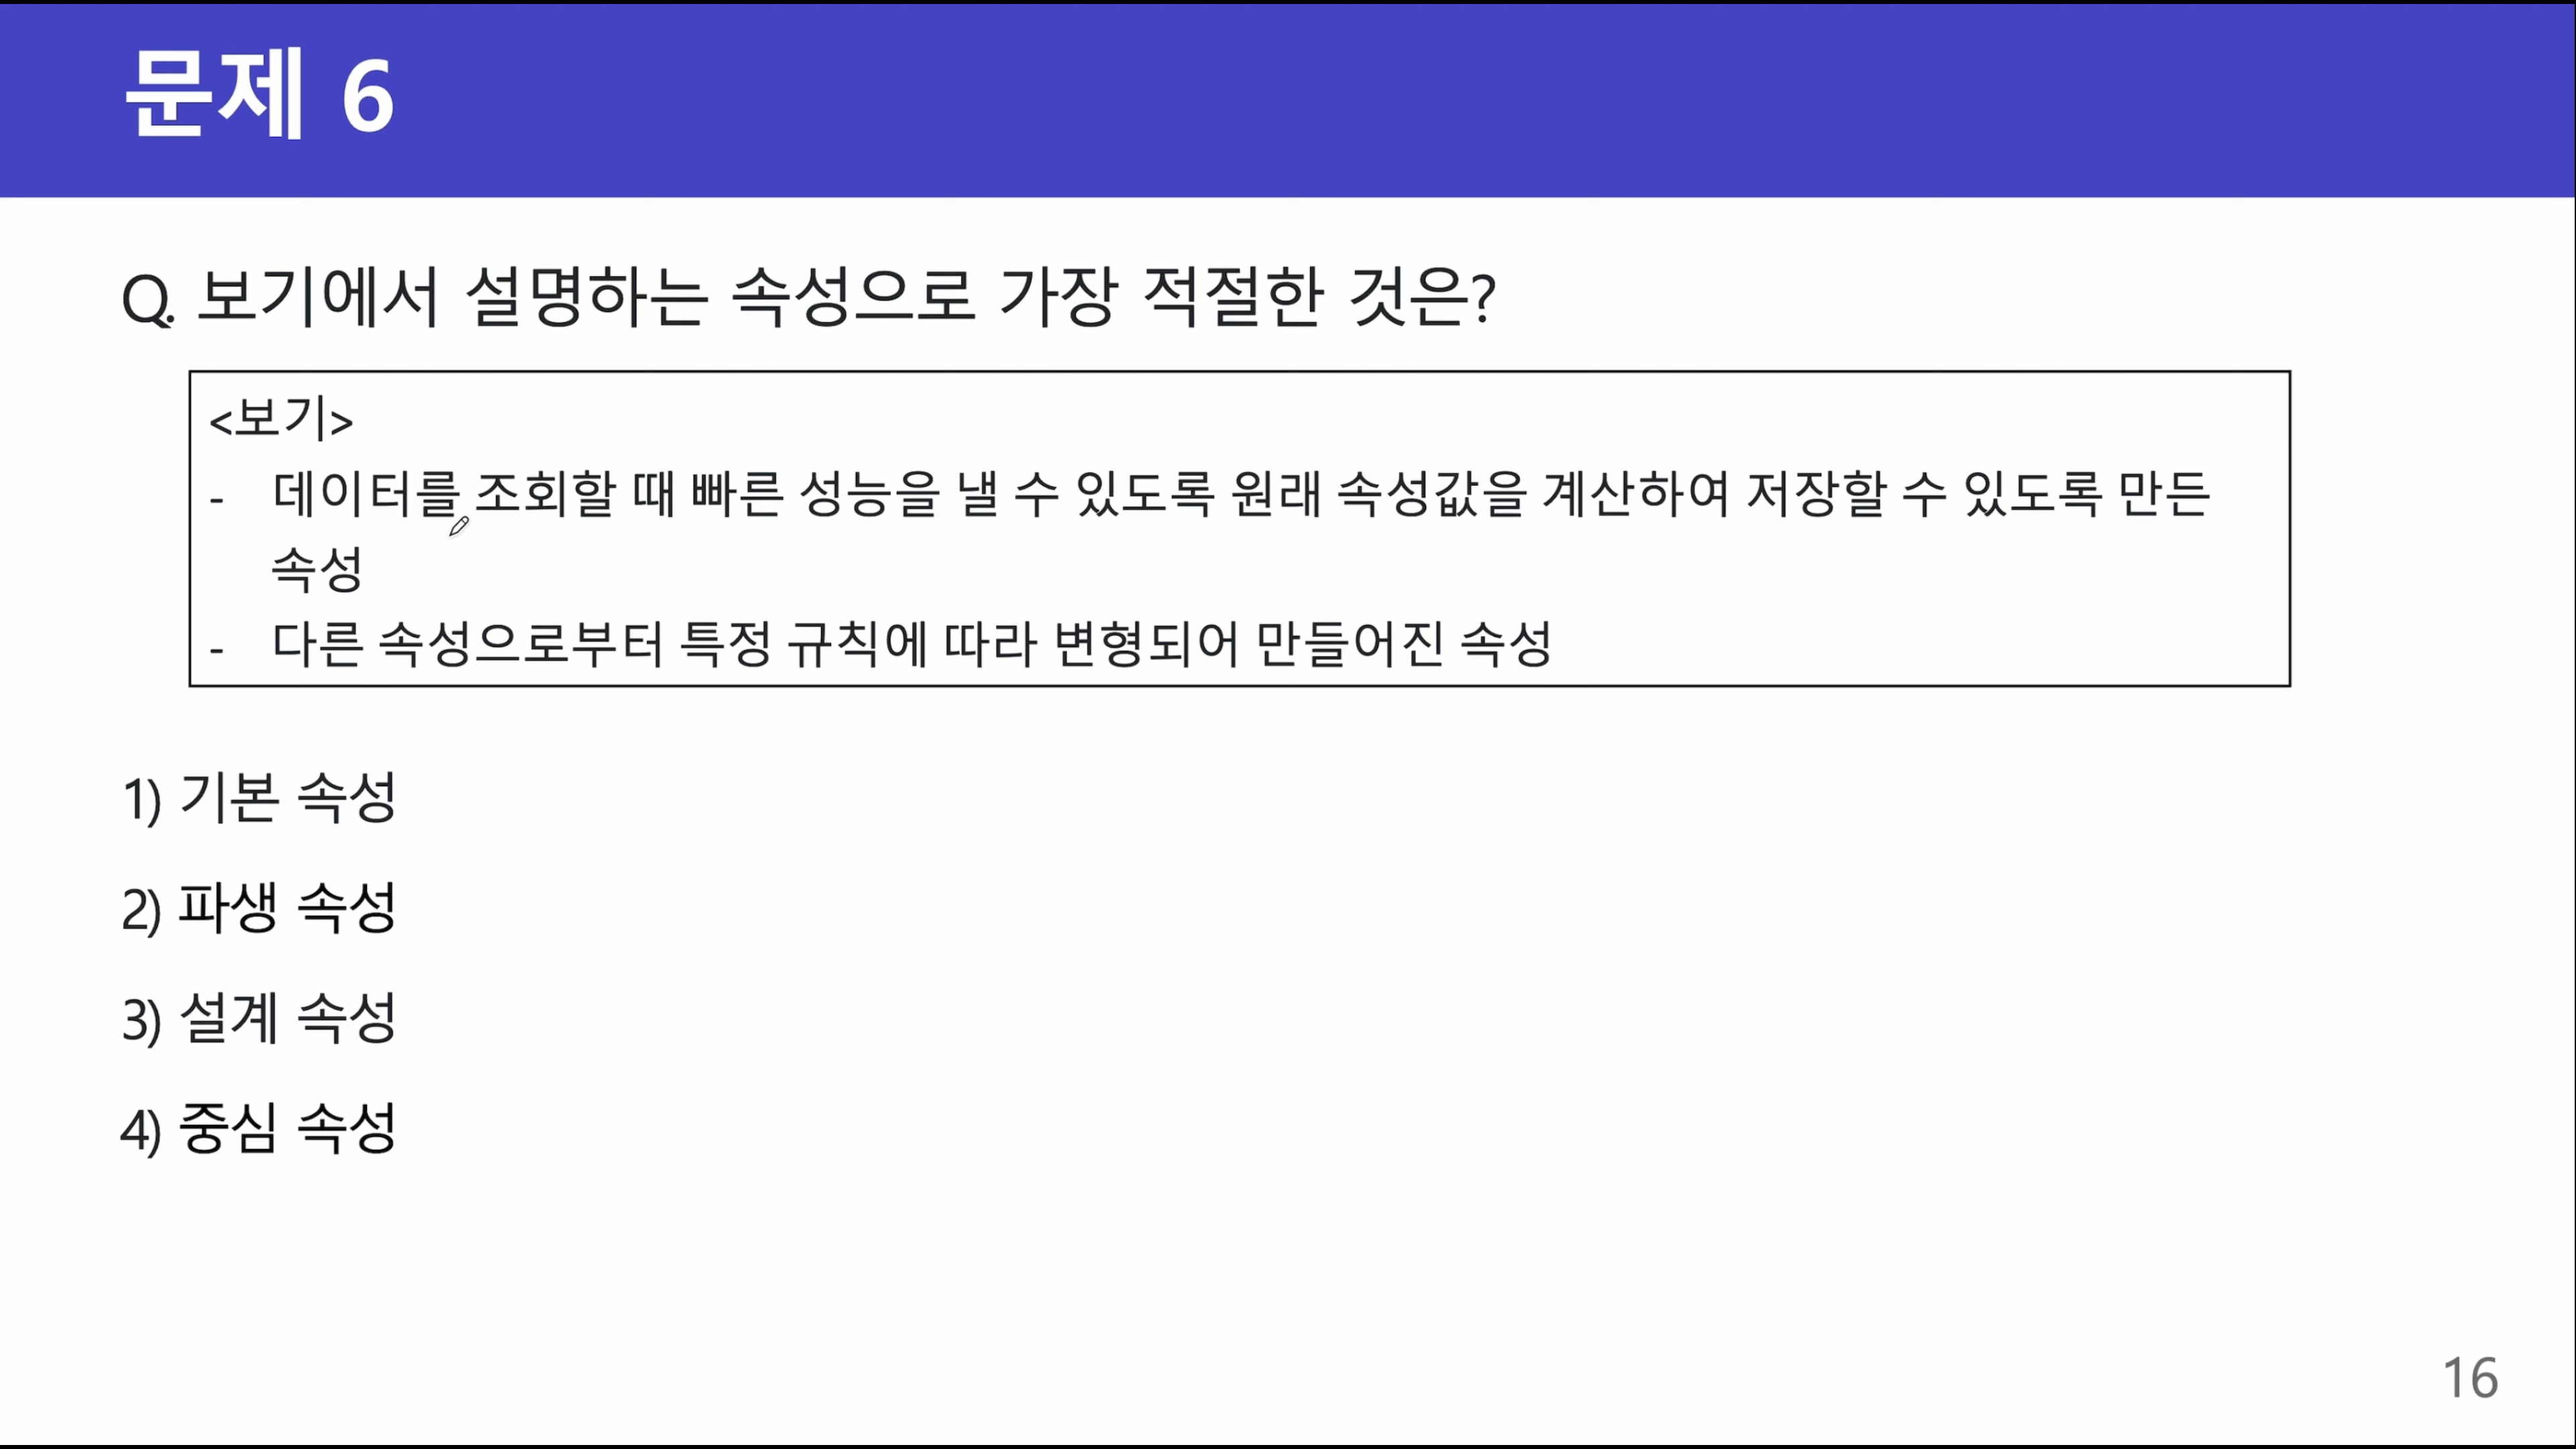 문제 6
Q. 보기에서 설명하는 속성으로 가장 적절한 것은?
<보기>
- 데이터를 조회할 때 빠른 성능을 낼 수 있도록 원래 속성값을 계산하여 저장할 수 있도록 만든
속성
- 다른 속성으로부터 특정 규칙에 따라 변형되어 만들어진 속성
1) 기본 속성
2) 파생 속성
3) 설계 속성
4) 중심 속성
16